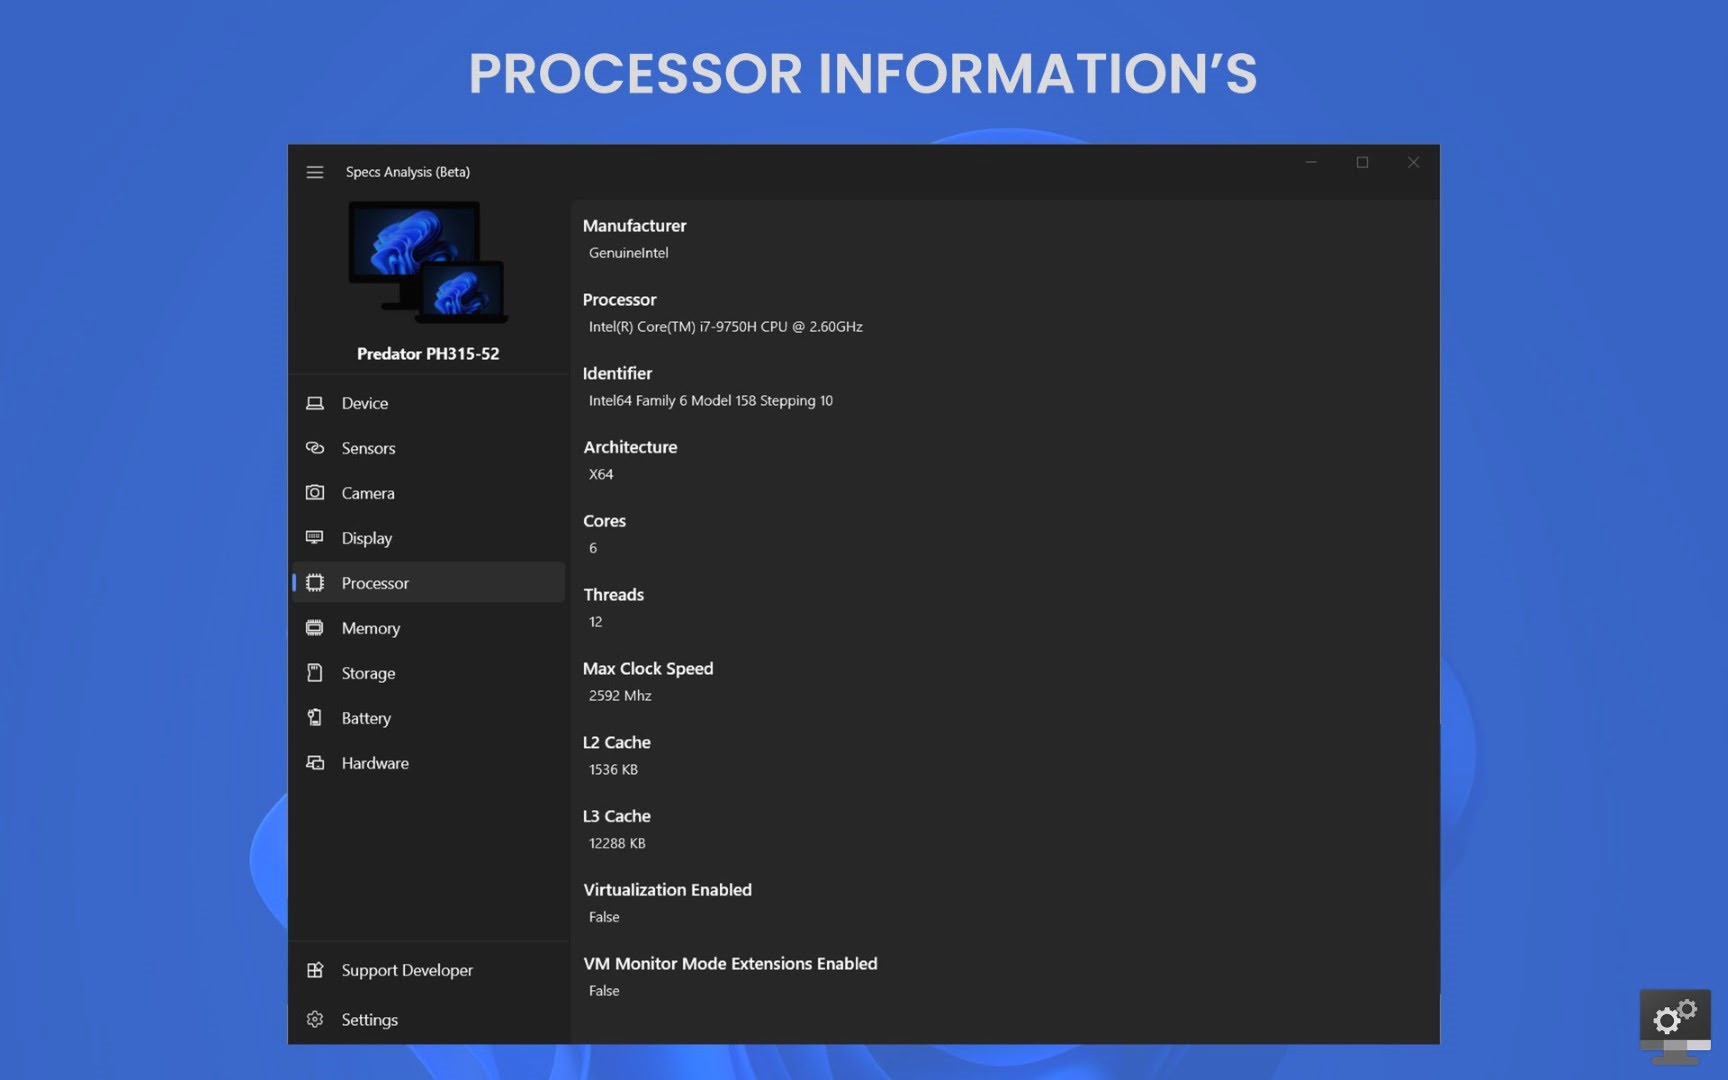 PROCESSOR INFORMATION’S
Specs Analysis (Beta)
Predator PH315-52
Device
Sensors
Camera
Display
Processor
Memory
Storage
Battery
Hardware
Support Developer
Settings
Manufacturer
GenuineIntel
Processor
Intel(R) Core(TM) i7-9750H CPU @ 2.60GHz
Identifier
Intel64 Family 6 Model 158 Stepping 10
Architecture
X64
Cores
6
Threads
12
Max Clock Speed
2592 Mhz
L2 Cache
1536 KB
L3 Cache
12288 KB
Virtualization Enabled
False
VM Monitor Mode Extensions Enabled
False